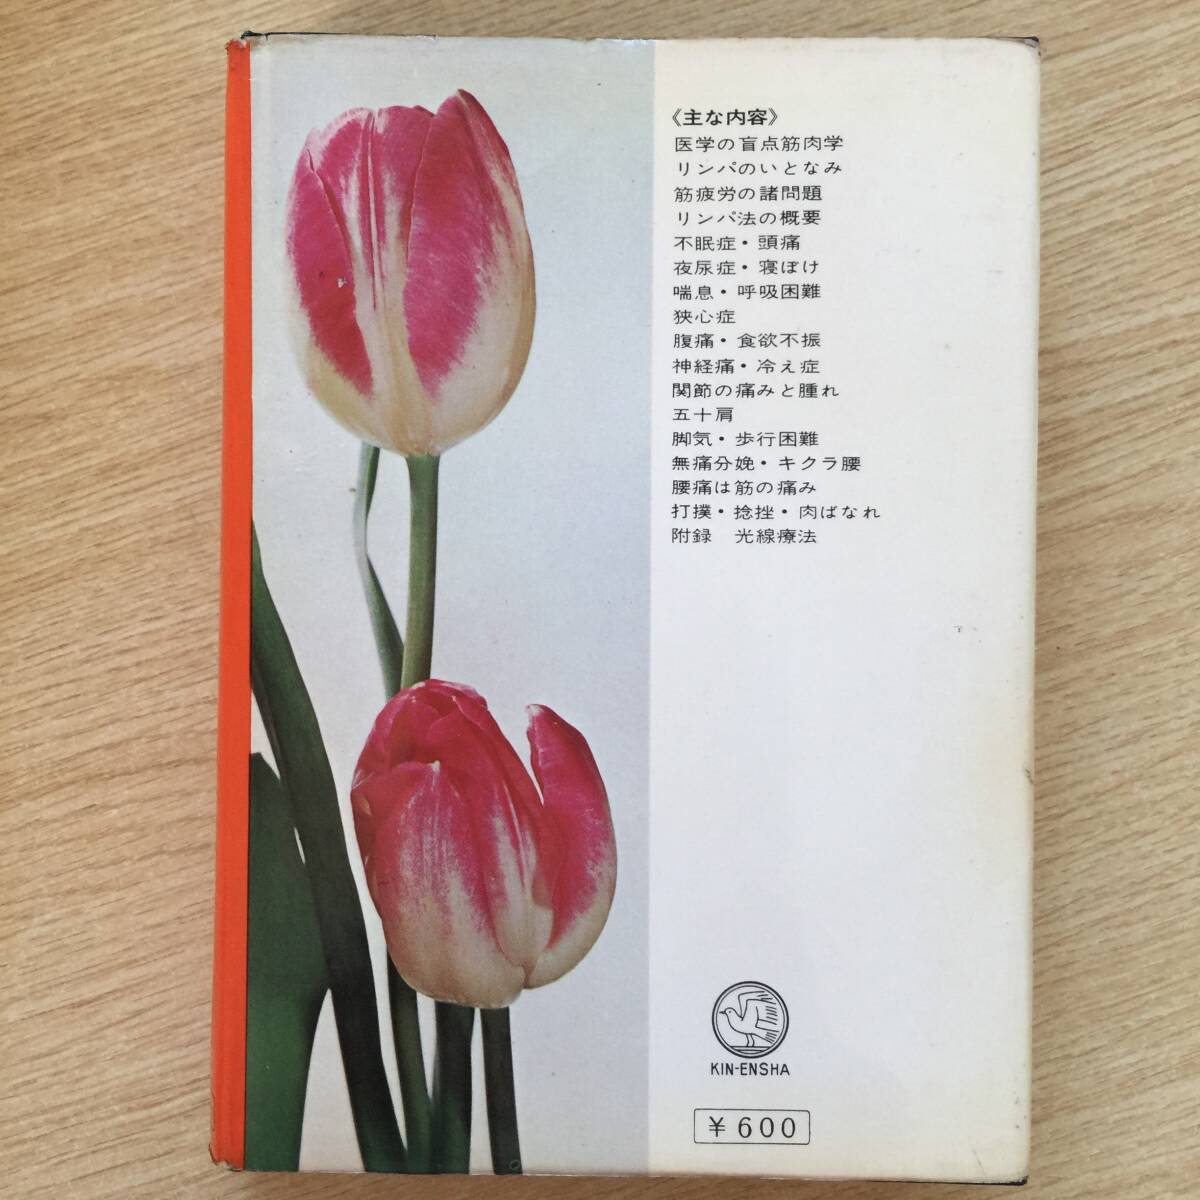 《主な内容》
医学の盲点筋肉学
リンパのいとなみ
筋疲労の諸問題
リンパ法の概要
不眠症・頭痛
夜尿症・寝ぼけ
喘息・呼吸困難
狭心症
腹痛・食欲不振
神経痛・冷え症
関節の痛みと腫れ
五十肩
脚気・歩行困難
無痛分娩・キクラ腰
腰痛は筋の痛み
打撲・捻挫・肉ばなれ
附録　光線療法
KIN-ENSHA
¥600